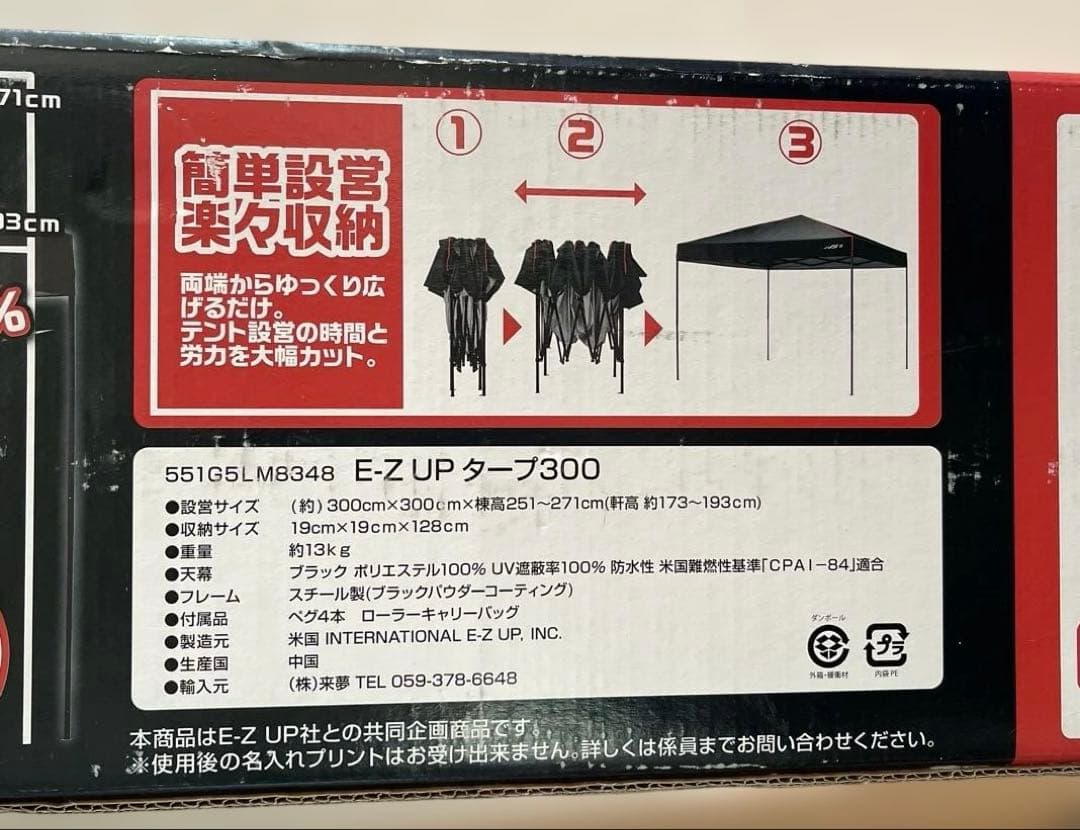 71cm
03cm
%
簡単設営
楽々収納
両端からゆっくり広
げるだけ。
テント設営の時間と
労力を大幅カット。
①
②
③
551G5LM8348 E-Z UP タープ300
●設営サイズ (約) 300cm×300cm×棟高251〜271cm(軒高 約173〜193cm)
●収納サイズ 19cm×19cm×128cm
●重量 約13kg
●天幕 ブラック ポリエステル100% UV遮蔽率100% 防水性 米国難燃性基準「CPAI-84」適合
●フレーム スチール製(ブラックパウダーコーティング)
●付属品 ペグ4本 ローラーキャリーバッグ
●製造元 米国 INTERNATIONAL E-Z UP, INC.
●生産国 中国
●輸入元 (株)来夢 TEL 059-378-6648
ダンボール
外箱・緩衝材
プラ
内袋 PE
本商品はE-Z UP社との共同企画商品です。
※使用後の名入れプリントはお受け出来ません。詳しくは係員までお問い合わせください。